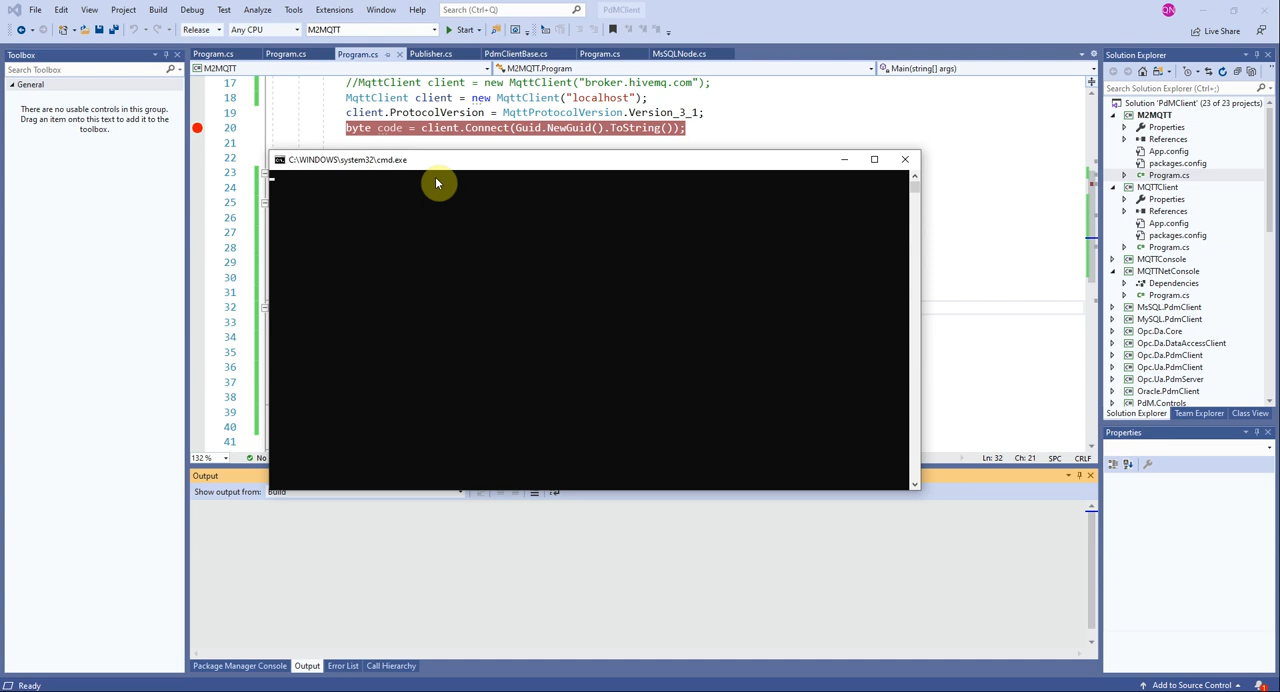 File Edit View Project Build Debug Test Analyze Tools Extensions Window Help Search (Ctrl+Q) PdMClient QN
Release Any CPU M2MQTT Start Live Share
Toolbox
Search Toolbox
General
There are no usable controls in this group.
Drag an item onto this text to add it to the
toolbox.
Program.cs Program.cs Program.cs Publisher.cs PdmClientBase.cs Program.cs MsSQLNode.cs
M2MQTT M2MQTT.Program Main(string[] args)
17 //MqttClient client = new MqttClient("broker.hivemq.com");
18 MqttClient client = new MqttClient("localhost");
19 client.ProtocolVersion = MqttProtocolVersion.Version_3_1;
20 byte code = client.Connect(Guid.NewGuid().ToString());
21
22
23
24
25
26
27
28
29
30
31
32
33
34
35
36
37
38
39
40
41
C:\WINDOWS\system32\cmd.exe
132 % No Ln: 32 Ch: 21 SPC CRLF
Output
Show output from: Build
Package Manager Console Output Error List Call Hierarchy
Solution Explorer
Search Solution Explorer (Ctrl+;)
Solution 'PdMClient' (23 of 23 projects)
M2MQTT
Properties
References
App.config
packages.config
Program.cs
MQTTClient
Properties
References
App.config
packages.config
Program.cs
MQTTConsole
MQTTNetConsole
Dependencies
Program.cs
MsSQL.PdmClient
MySQL.PdmClient
Opc.Da.Core
Opc.Da.DataAccessClient
Opc.Da.PdmClient
Opc.Ua.PdmClient
Opc.Ua.PdmServer
Oracle.PdmClient
PdM.Controls
Solution Explorer Team Explorer Class View
Properties
Ready Add to Source Control 1